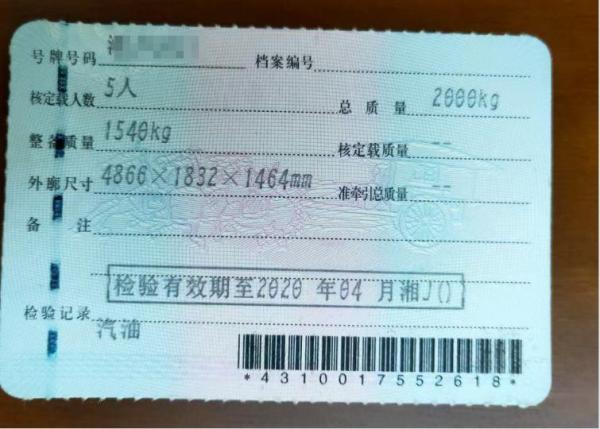 号牌号码 档案编号
核定载人数 5人 总质量 2000kg
整备质量 1540kg 核定载质量 --
外廓尺寸 4866×1832×1464mm 准牵引总质量 --
备注
检验有效期至2020 年04 月湘J()
检验记录
汽油
*4310017552618*